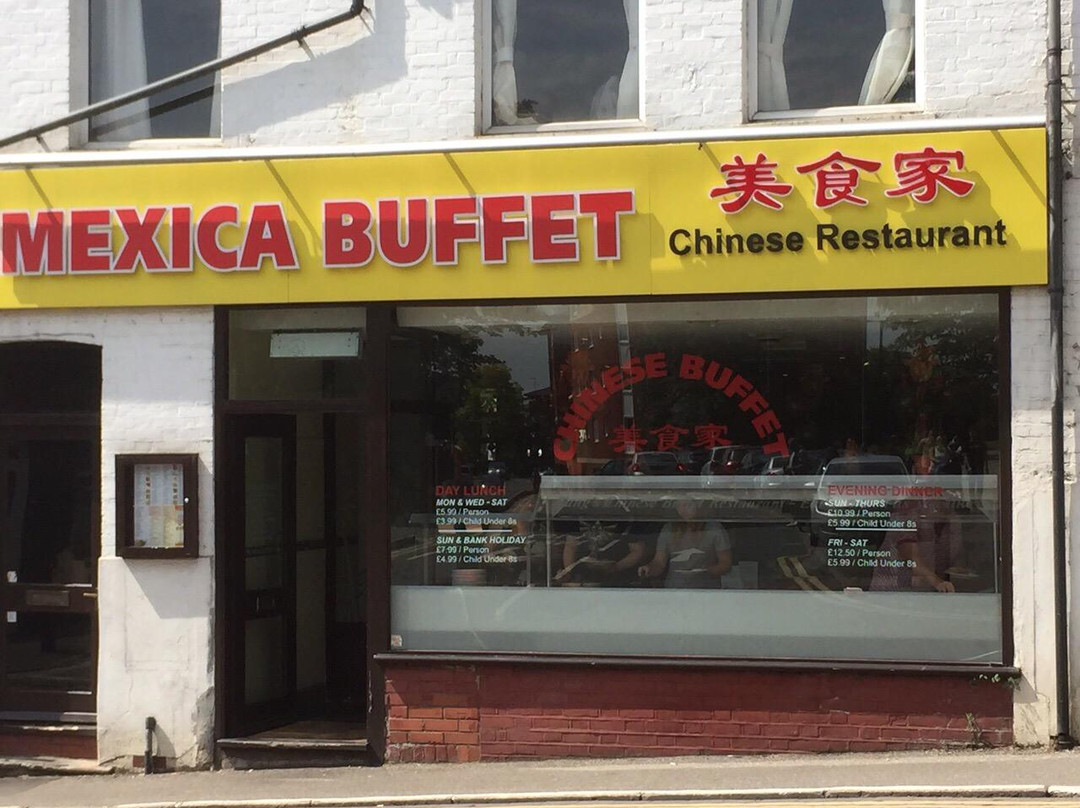 MEXICA BUFFET
美食家
Chinese Restaurant
CHINESE BUFFET
美食家
DAY LUNCH
MON & WED - SAT
£5.99 / Person
£3.99 / Child Under 8s
SUN & BANK HOLIDAY
£7.99 / Person
£4.99 / Child Under 8s
EVENING DINNER
SUN - THURS
£10.99 / Person
£5.99 / Child Under 8s
FRI - SAT
£12.50 / Person
£5.99 / Child Under 8s
Chinese Buffet Restaurant